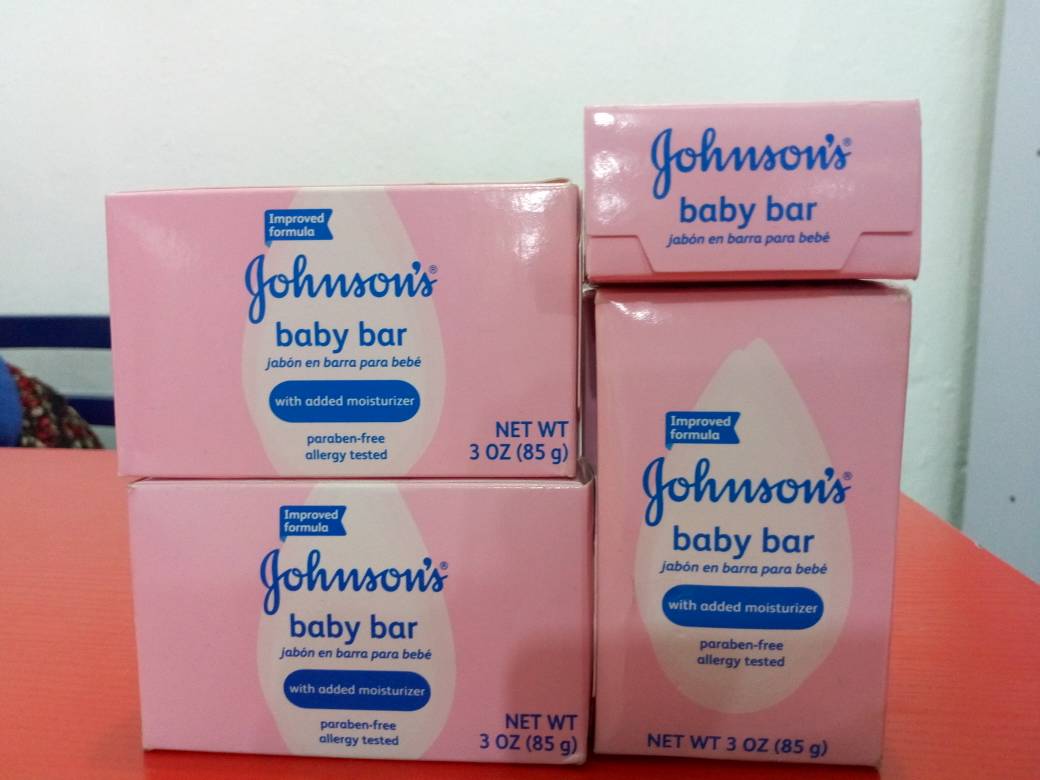 Improved
formula
Johnson's®
baby bar
jabón en barra para bebé
with added moisturizer
paraben-free
allergy tested
NET WT
3 OZ (85 g)
Improved
formula
Johnson's®
baby bar
jabón en barra para bebé
with added moisturizer
paraben-free
allergy tested
NET WT
3 OZ (85 g)
Johnson's®
baby bar
jabón en barra para bebé
Improved
formula
Johnson's®
baby bar
jabón en barra para bebé
with added moisturizer
paraben-free
allergy tested
NET WT 3 OZ (85 g)